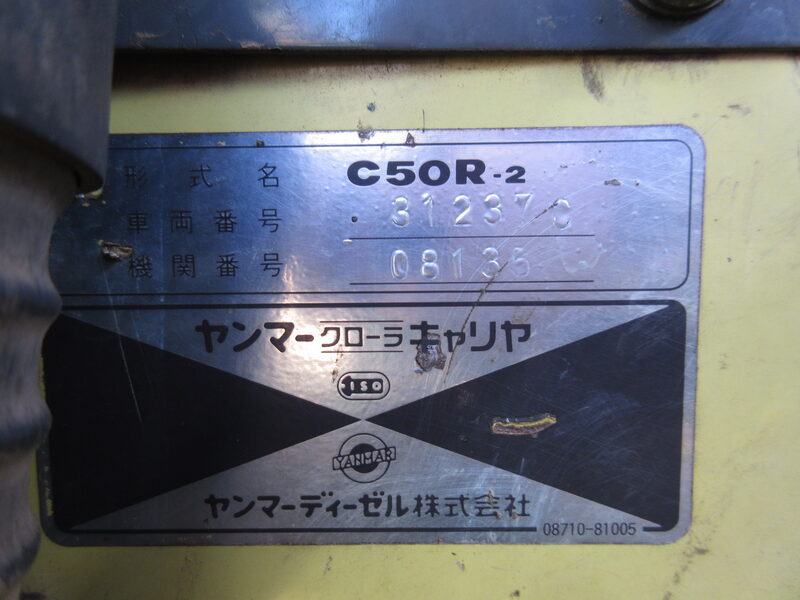 形式名 C50R-2
車両番号 312373
機関番号 08136
ヤンマークローラキャリヤ
ISO
YANMAR
ヤンマーディーゼル株式会社
08710-81005